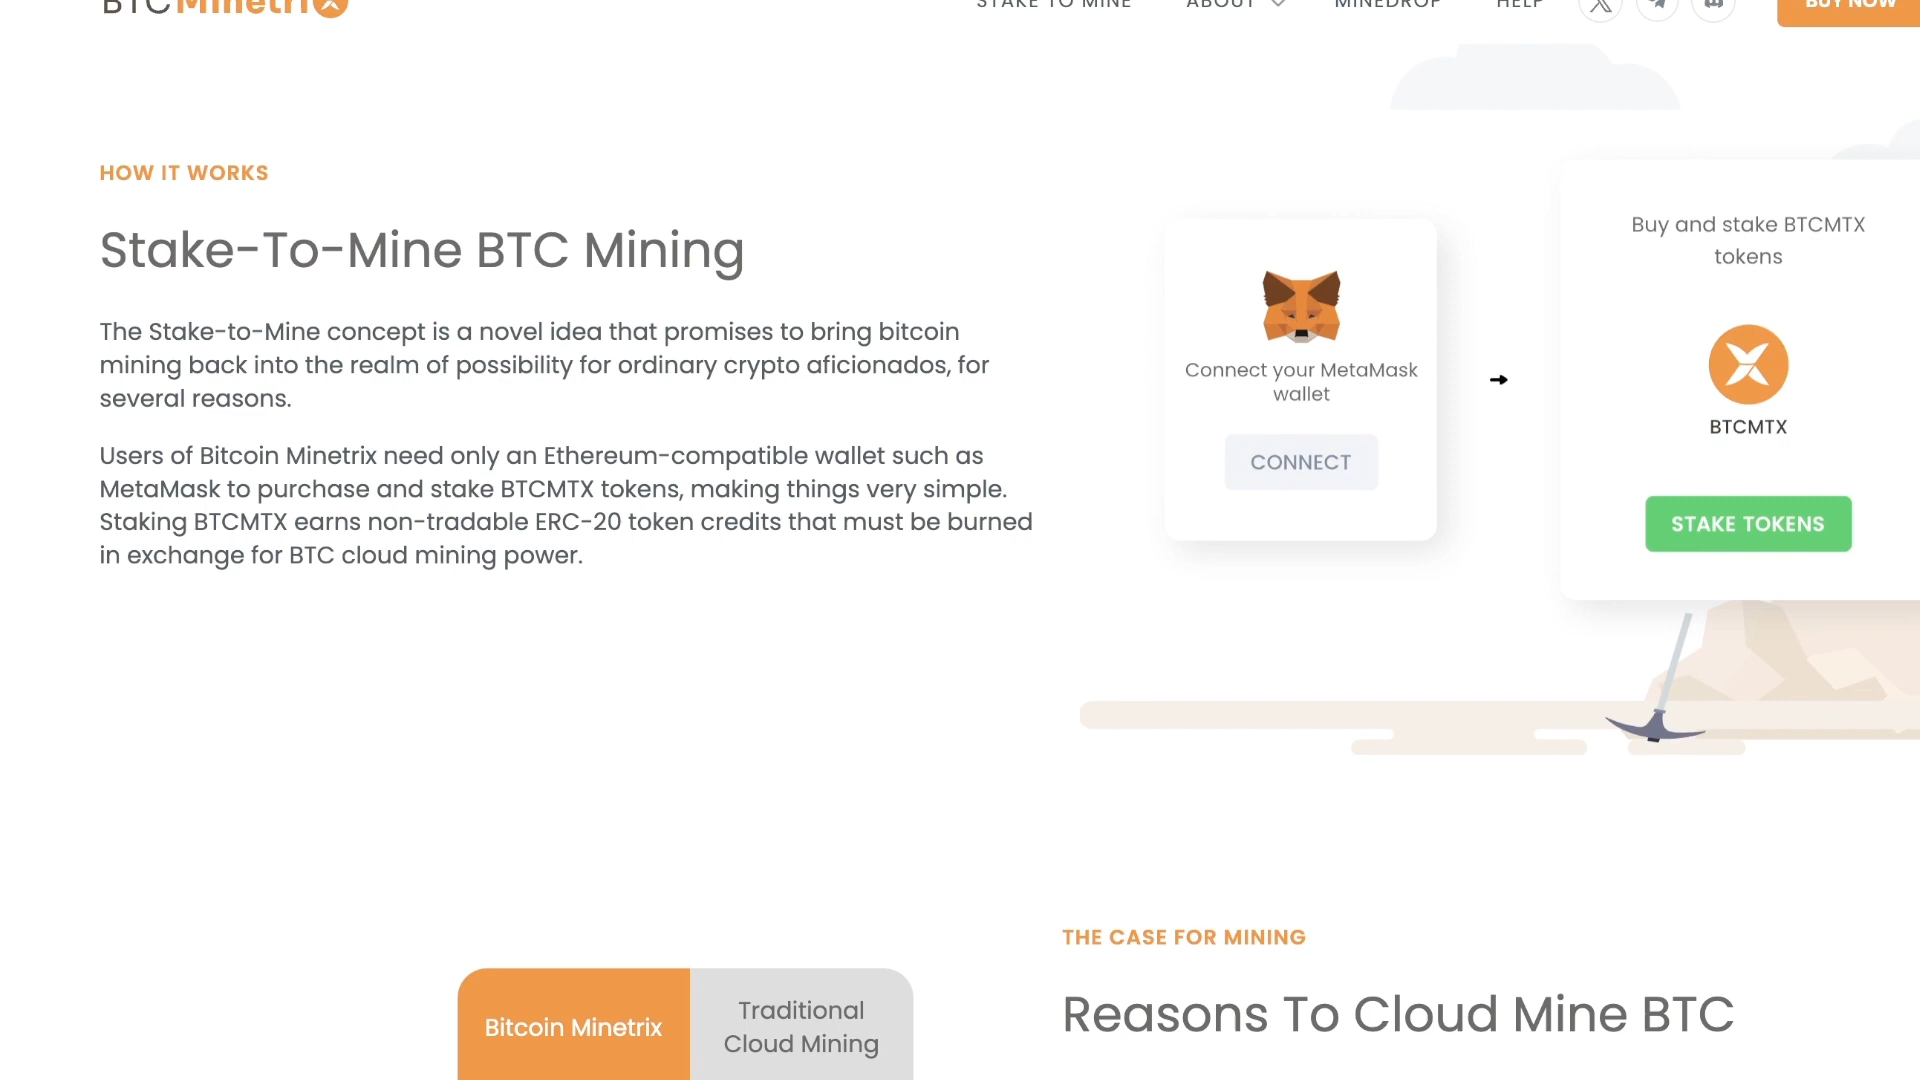 BTCMinetrix
STAKE TO MINE
ABOUT
MINEDROP
HELP
BUY NOW
HOW IT WORKS
Stake-To-Mine BTC Mining
The Stake-to-Mine concept is a novel idea that promises to bring bitcoin
mining back into the realm of possibility for ordinary crypto aficionados, for
several reasons.
Users of Bitcoin Minetrix need only an Ethereum-compatible wallet such as
MetaMask to purchase and stake BTCMTX tokens, making things very simple.
Staking BTCMTX earns non-tradable ERC-20 token credits that must be burned
in exchange for BTC cloud mining power.
Connect your MetaMask
wallet
CONNECT
Buy and stake BTCMTX
tokens
BTCMTX
STAKE TOKENS
Bitcoin Minetrix
Traditional
Cloud Mining
THE CASE FOR MINING
Reasons To Cloud Mine BTC